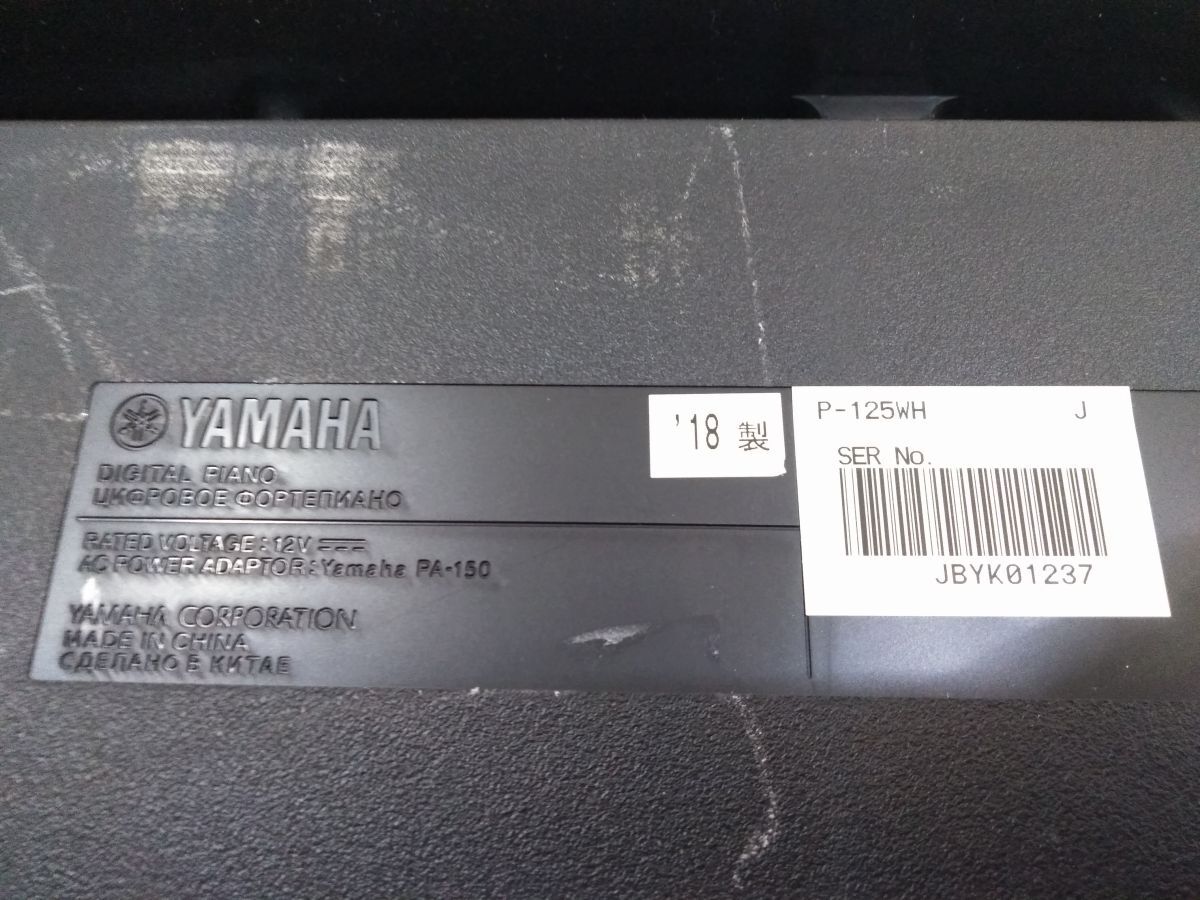 YAMAHA
DIGITAL PIANO
ЦИФРОВОЕ ФОРТЕПИАНО
RATED VOLTAGE : 12V
AC POWER ADAPTOR : Yamaha PA-150
YAMAHA CORPORATION
MADE IN CHINA
СДЕЛАНО В КИТАЕ
'18 製
P-125WH J
SER No.
JBYK01237